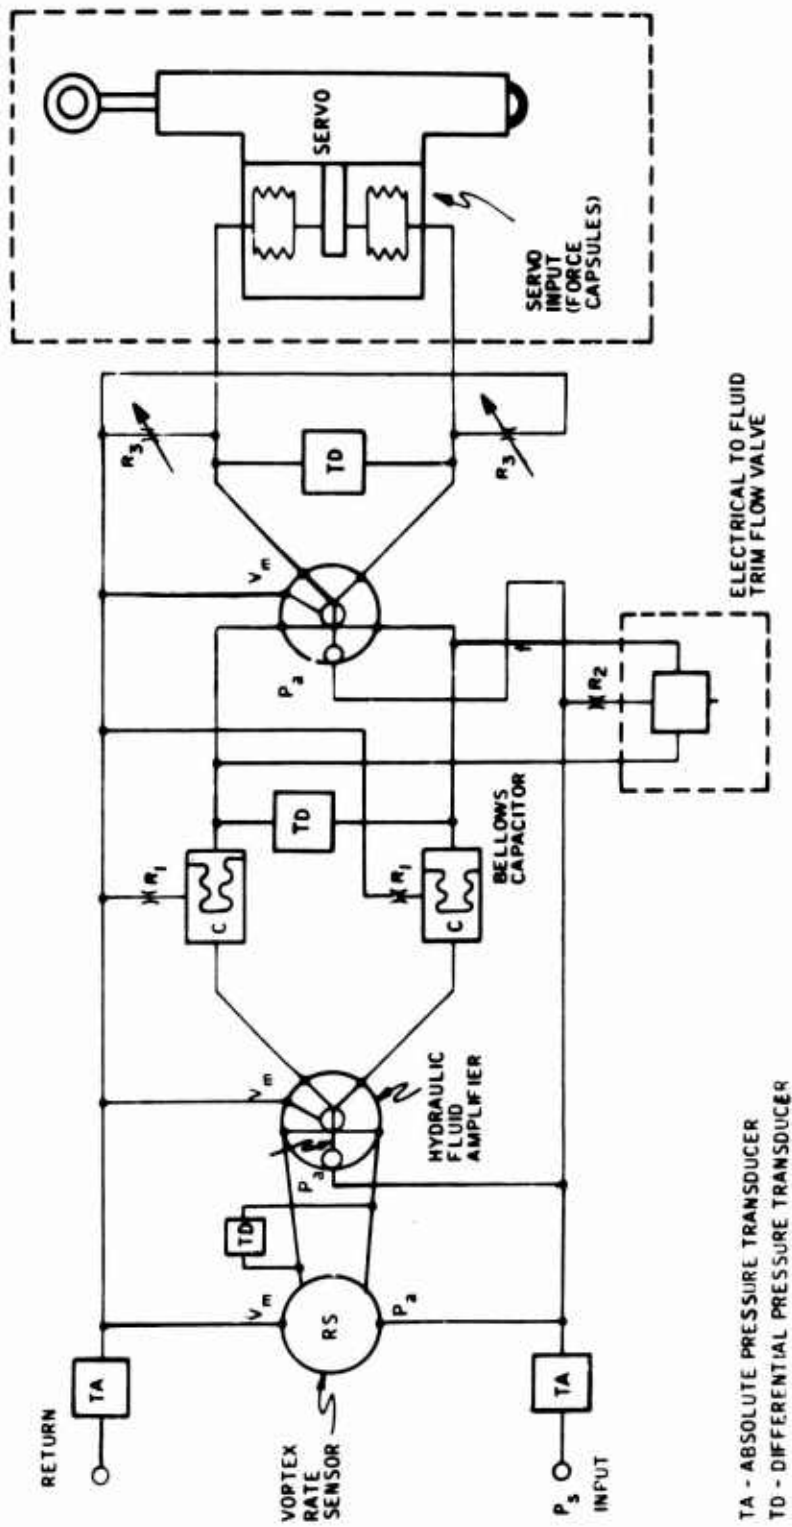 RETURN
TA
VORTEX
RATE
SENSOR
RS
Vm
Pa
Ps
INPUT
TA
TD
Pa
Vm
HYDRAULIC
FLUID
AMPLIFIER
C
R1
C
R1
TD
BELLOWS
CAPACITOR
Pa
Vm
R2
ELECTRICAL TO FLUID
TRIM FLOW VALVE
TD
R3
R3
SERVO
INPUT
(FORCE
CAPSULES)
SERVO
TA - ABSOLUTE PRESSURE TRANSDUCER
TD - DIFFERENTIAL PRESSURE TRANSDUCER